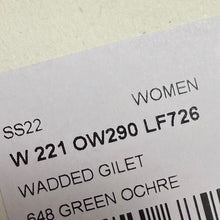 WOMEN
SS22
W 221 OW290 LF726
WADDED GILET
648 GREEN OCHRE